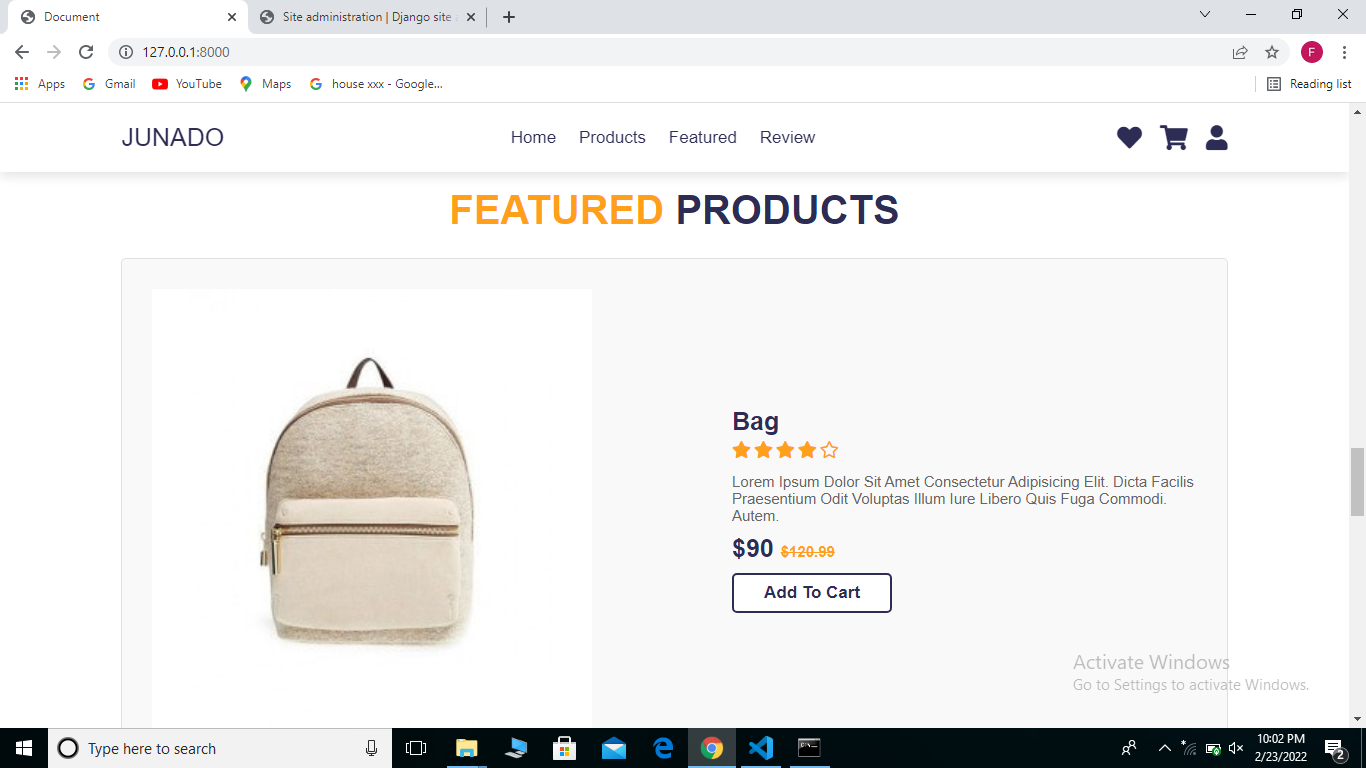 Document
Site administration | Django site
127.0.0.1:8000
F
Apps
Gmail
YouTube
Maps
house xxx - Google...
Reading list
JUNADO
Home
Products
Featured
Review
FEATURED PRODUCTS
Bag
Lorem Ipsum Dolor Sit Amet Consectetur Adipisicing Elit. Dicta Facilis
Praesentium Odit Voluptas Illum Iure Libero Quis Fuga Commodi.
Autem.
$90 $120.99
Add To Cart
Activate Windows
Go to Settings to activate Windows.
Type here to search
10:02 PM
2/23/2022
2